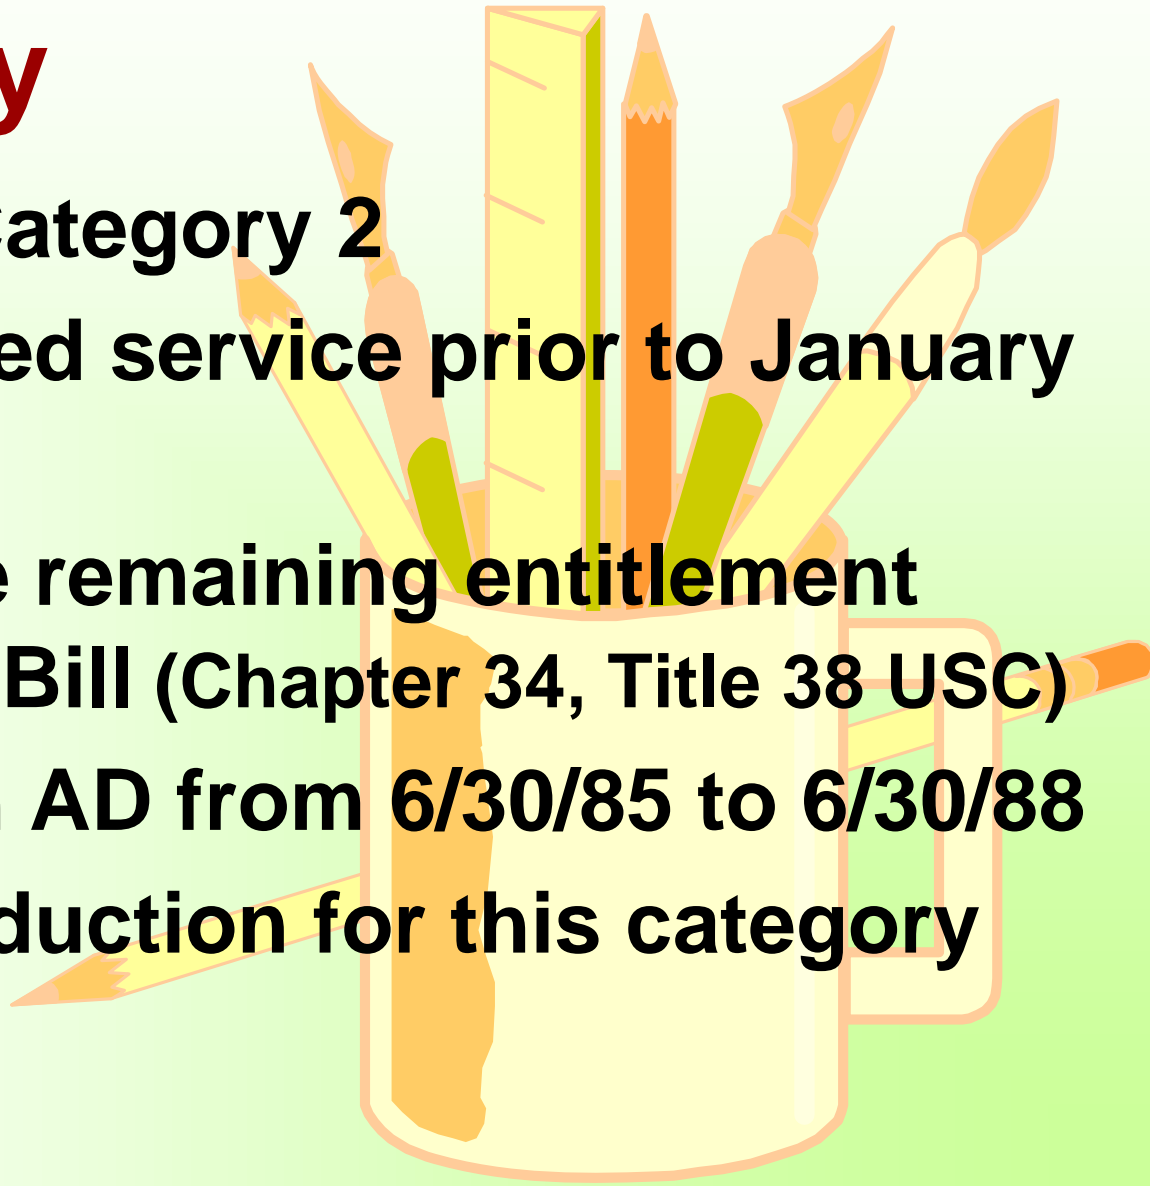 y
Category 2
ed service prior to January
e remaining entitlement
Bill (Chapter 34, Title 38 USC)
n AD from 6/30/85 to 6/30/88
duction for this category